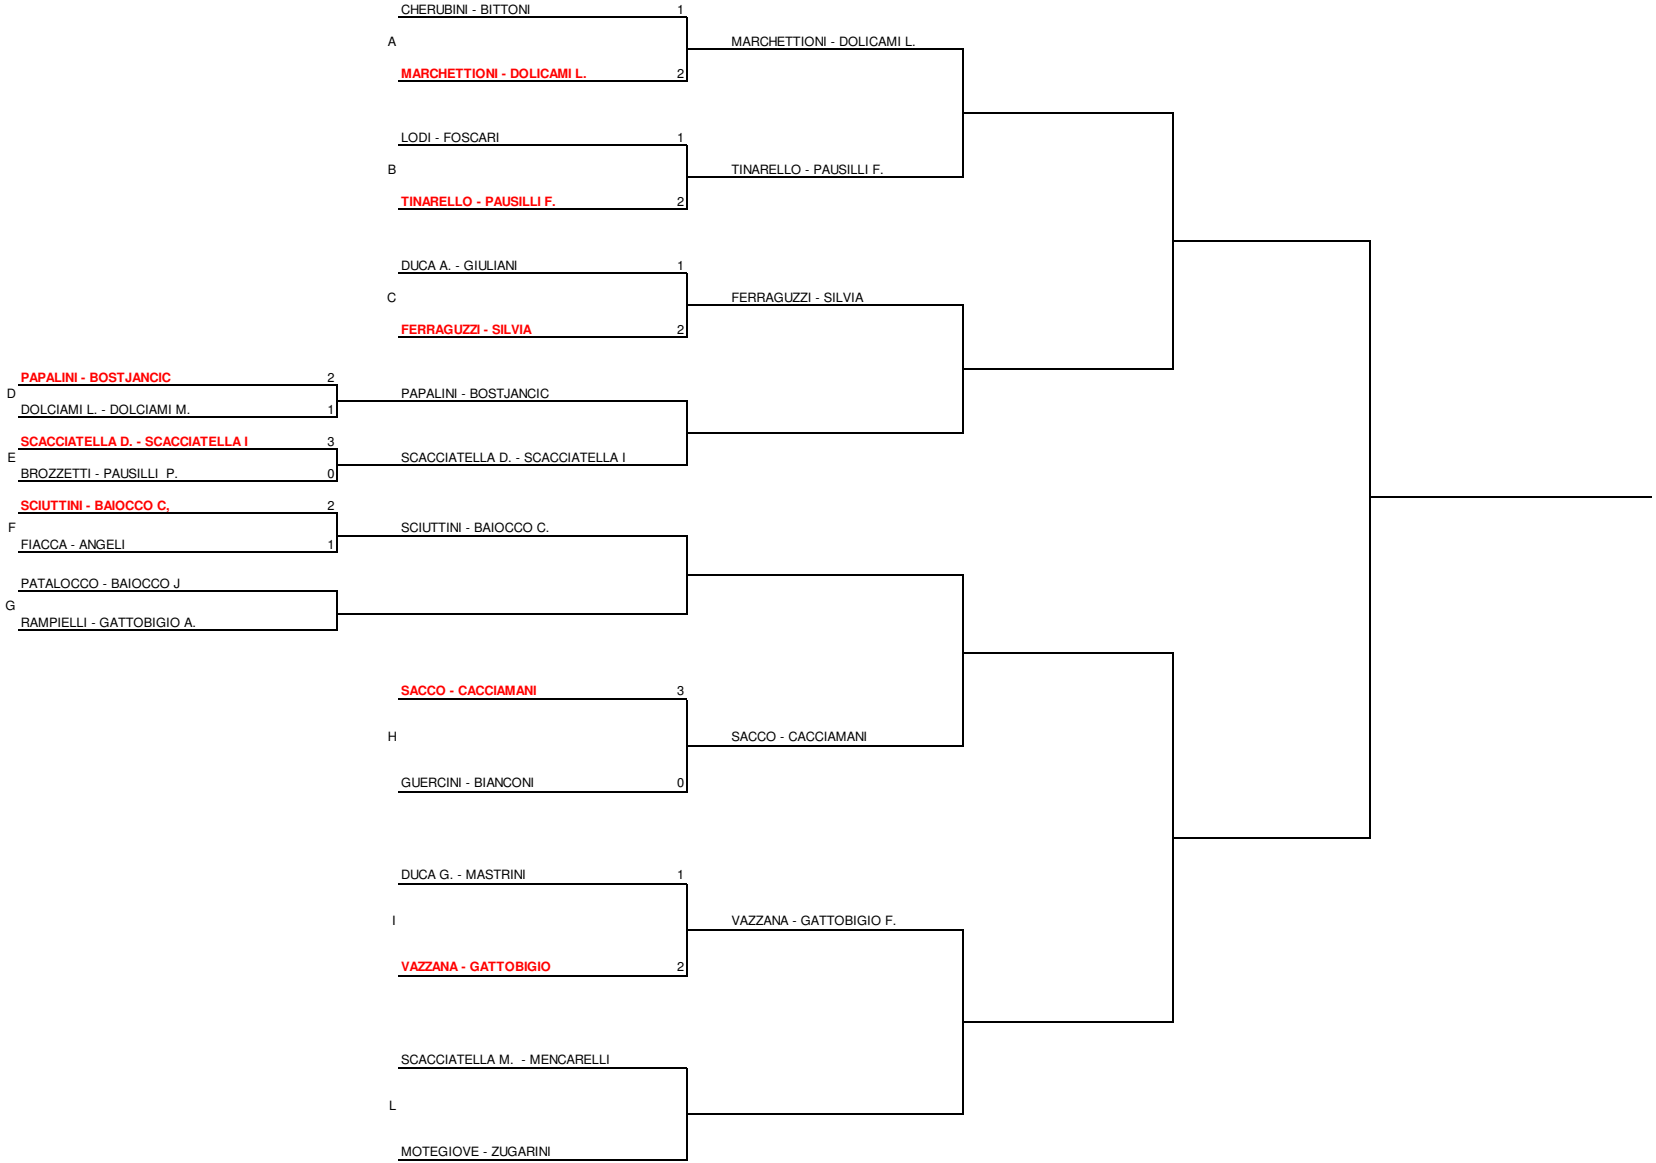 CHERUBINI - BITTONI 1
A MARCHETTIONI - DOLICAMI L.
MARCHETTIONI - DOLICAMI L. 2
LODI - FOSCARI 1
B TINARELLO - PAUSILLI F.
TINARELLO - PAUSILLI F. 2
DUCA A. - GIULIANI 1
C FERRAGUZZI - SILVIA
FERRAGUZZI - SILVIA 2
PAPALINI - BOSTJANCIC 2
D PAPALINI - BOSTJANCIC
DOLCIAMI L. - DOLCIAMI M. 1
SCACCIATELLA D. - SCACCIATELLA I 3
E SCACCIATELLA D. - SCACCIATELLA I
BROZZETTI - PAUSILLI P. 0
SCIUTTINI - BAIOCCO C, 2
F SCIUTTINI - BAIOCCO C.
FIACCA - ANGELI 1
PATALOCCO - BAIOCCO J
G
RAMPIELLI - GATTOBIGIO A.
SACCO - CACCIAMANI 3
H SACCO - CACCIAMANI
GUERCINI - BIANCONI 0
DUCA G. - MASTRINI 1
I VAZZANA - GATTOBIGIO F.
VAZZANA - GATTOBIGIO 2
SCACCIATELLA M. - MENCARELLI
L
MOTEGIOVE - ZUGARINI